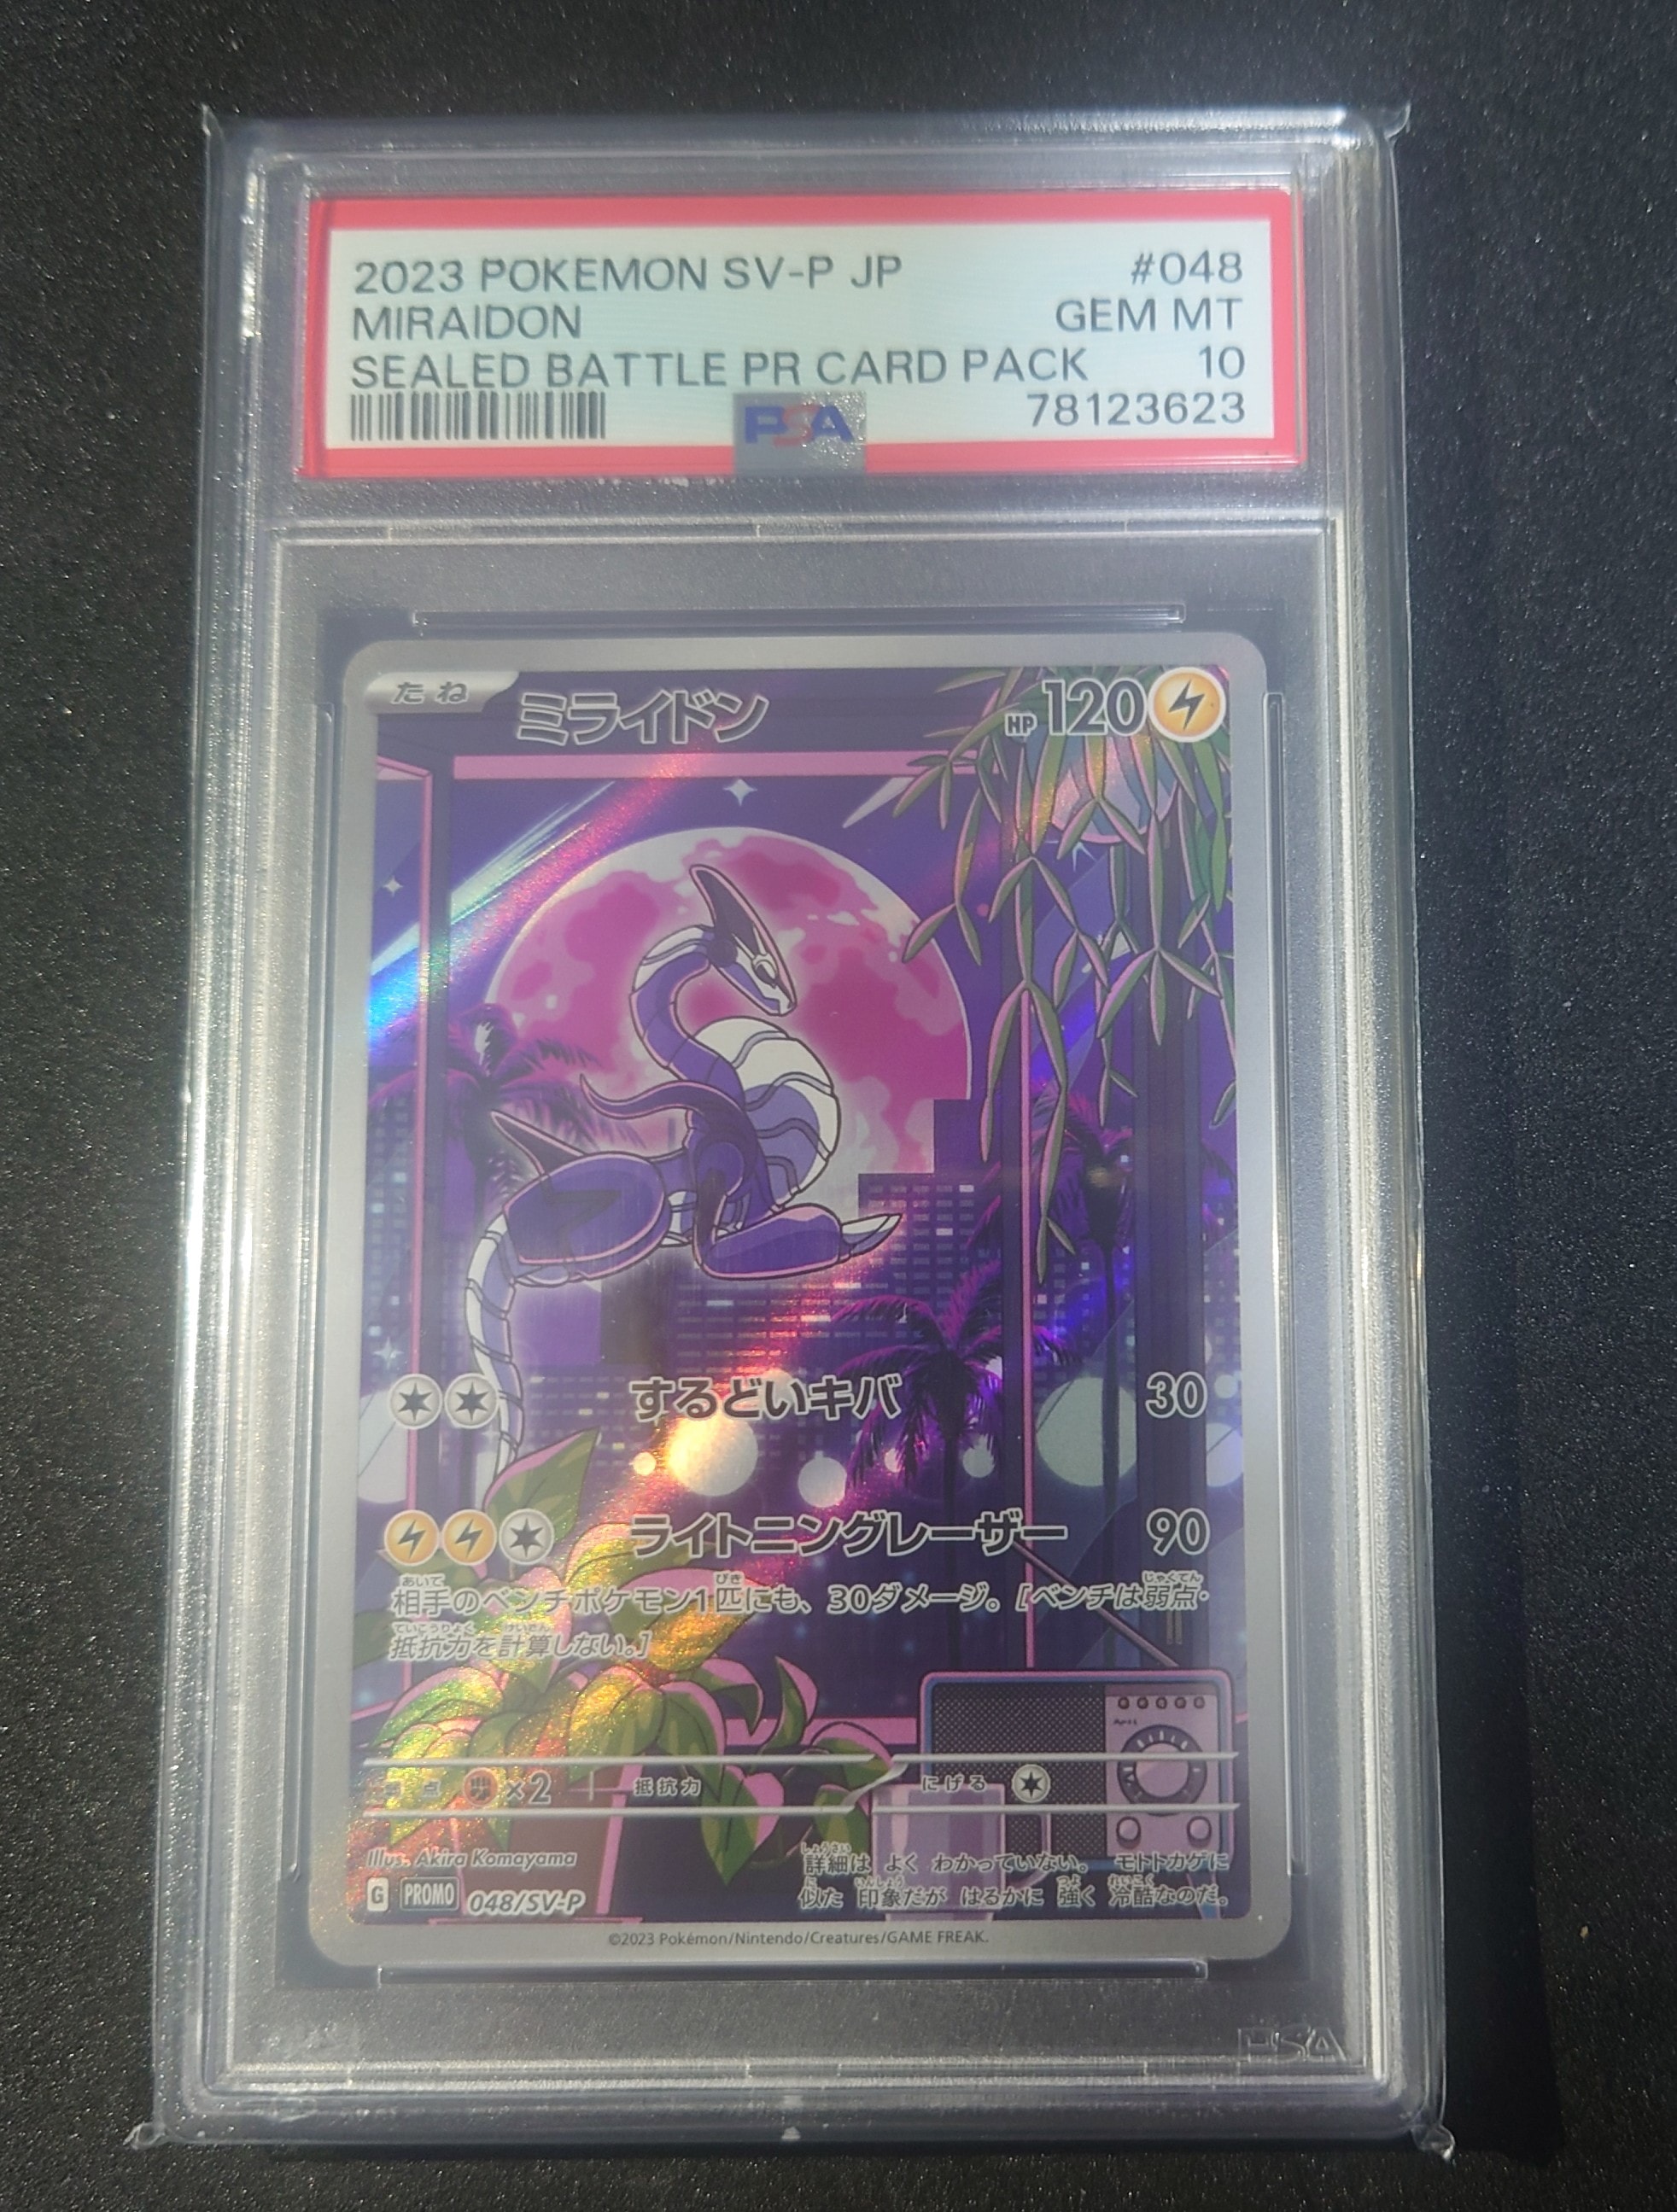 2023 POKEMON SV-P JP #048
MIRAIDON GEM MT
SEALED BATTLE PR CARD PACK 10
PSA 78123623
たね ミライドン HP 120
するどいキバ 30
ライトニングレーザー 90
相手のベンチポケモン1匹にも、30ダメージ。[ベンチは弱点・
抵抗力を計算しない。]
点 ×2 抵抗力 にげる
Illus. Akira Komayama
詳細は よく わかっていない。 モトトカゲに
似た 印象だが はるかに 強く 冷酷なのだ。
G PROMO 048/SV-P
©2023 Pokémon/Nintendo/Creatures/GAME FREAK.
PSA